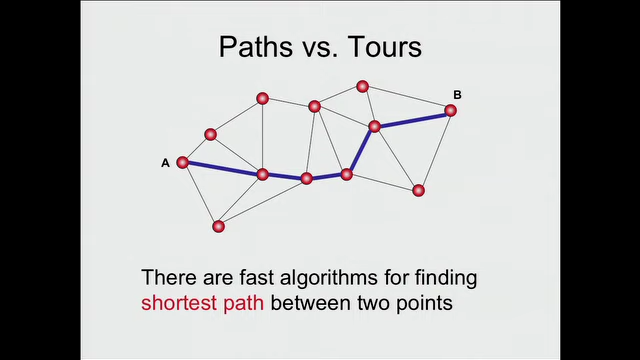 Paths vs. Tours
B
A
There are fast algorithms for finding
shortest path between two points